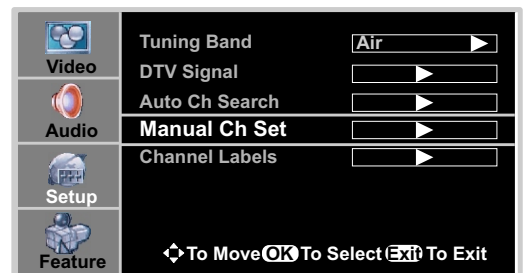 Video
Audio
Setup
Feature
Tuning Band Air
DTV Signal
Auto Ch Search
Manual Ch Set
Channel Labels
To Move OK To Select Exit To Exit